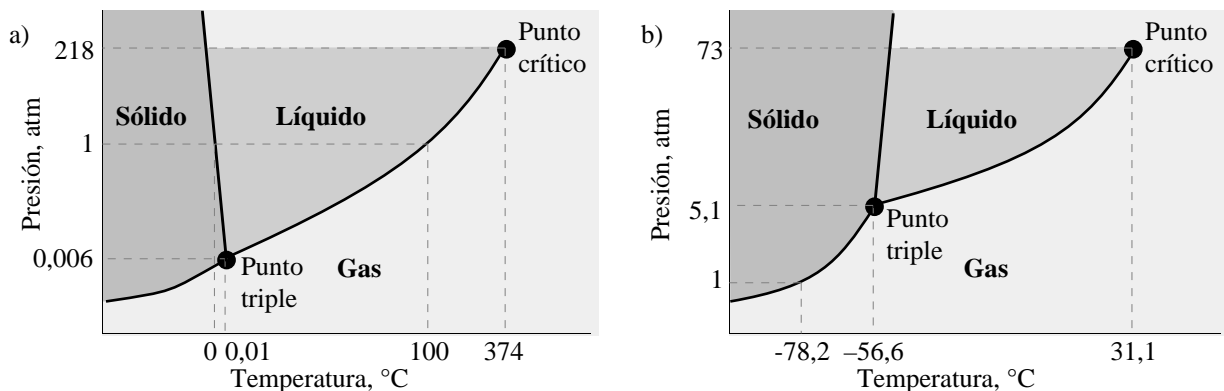 a)
Presión, atm
218
1
0,006
Sólido
Líquido
Gas
Punto
crítico
Punto
triple
0 0,01 100 374
Temperatura, °C
b)
Presión, atm
73
5,1
1
Sólido
Líquido
Gas
Punto
crítico
Punto
triple
-78,2 –56,6 31,1
Temperatura, °C